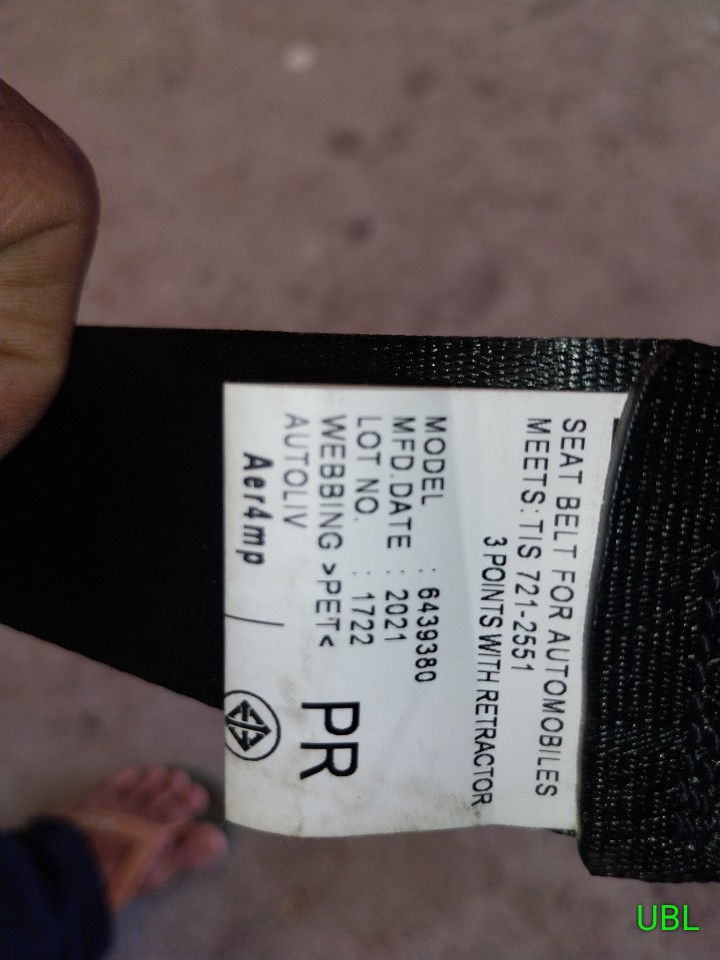 SEAT BELT FOR AUTOMOBILES
MEETS:TIS 721-2551
3 POINTS WITH RETRACTOR
MODEL : 6439380
MFD.DATE : 2021
LOT NO. : 1722
WEBBING >PET<
AUTOLIV
PR
Aer4mp
UBL